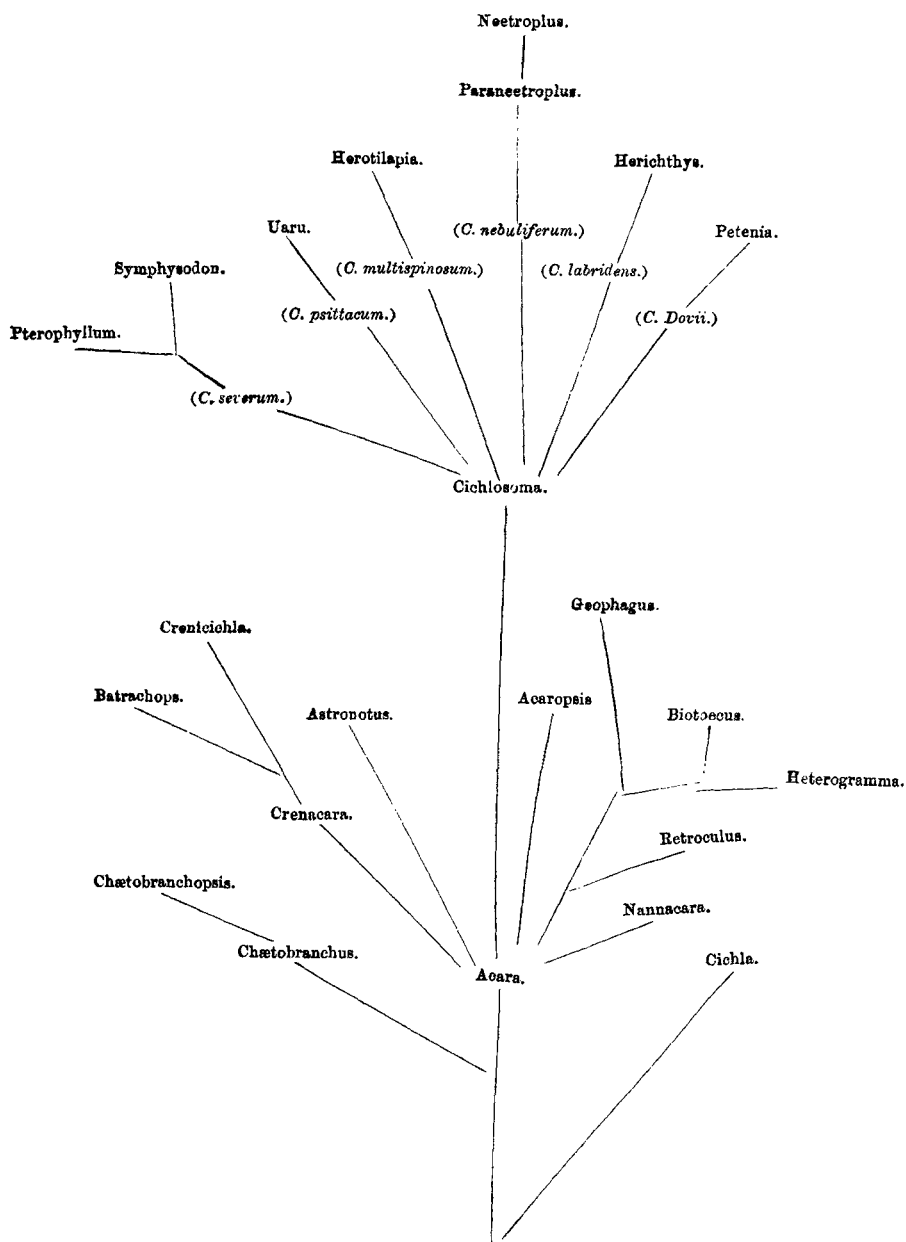 Neetroplus.
Paraneetroplus.
Herotilapia.
Herichthys.
Uaru.
(C. nebuliferum.)
Petenia.
Symphysodon.
(C. multispinosum.)
(C. labridens.)
Pterophyllum.
(C. psittacum.)
(C. Dovii.)
(C. severum.)
Cichlosoma.
Geophagus.
Crenicichla.
Batrachops.
Astronotus.
Acaropsis
Biotoecus.
Heterogramma.
Crenacara.
Retroculus.
Chætobranchopsis.
Nannacara.
Chætobranchus.
Acara.
Cichla.